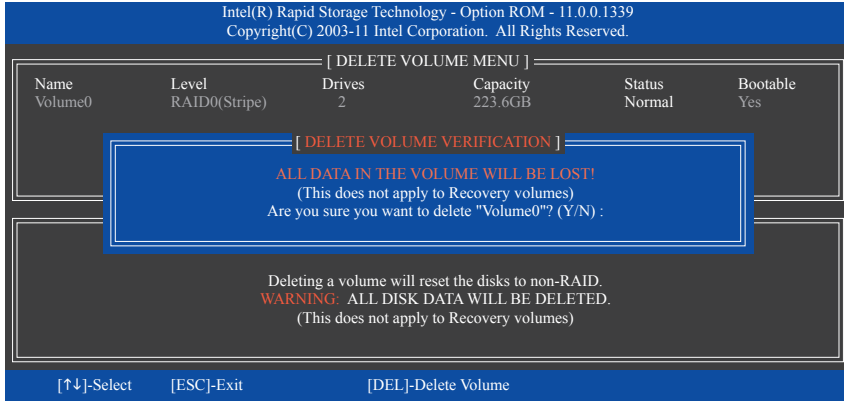 Intel(R) Rapid Storage Technology - Option ROM - 11.0.0.1339
Copyright(C) 2003-11 Intel Corporation.  All Rights Reserved.
[ DELETE VOLUME MENU ]
Name Level Drives Capacity Status Bootable
Volume0 RAID0(Stripe) 2 223.6GB Normal Yes
[ DELETE VOLUME VERIFICATION ]
ALL DATA IN THE VOLUME WILL BE LOST!
(This does not apply to Recovery volumes)
Are you sure you want to delete "Volume0"? (Y/N) :
Deleting a volume will reset the disks to non-RAID.
WARNING:  ALL DISK DATA WILL BE DELETED.
(This does not apply to Recovery volumes)
[↑↓]-Select [ESC]-Exit [DEL]-Delete Volume